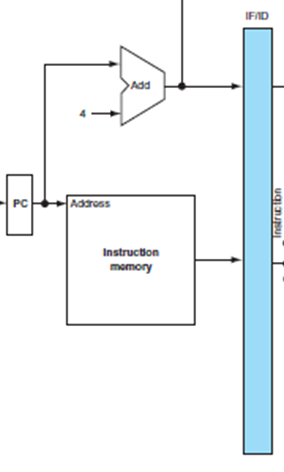 IF/ID
Add
4
PC
Address
Instruction
memory
Instruction